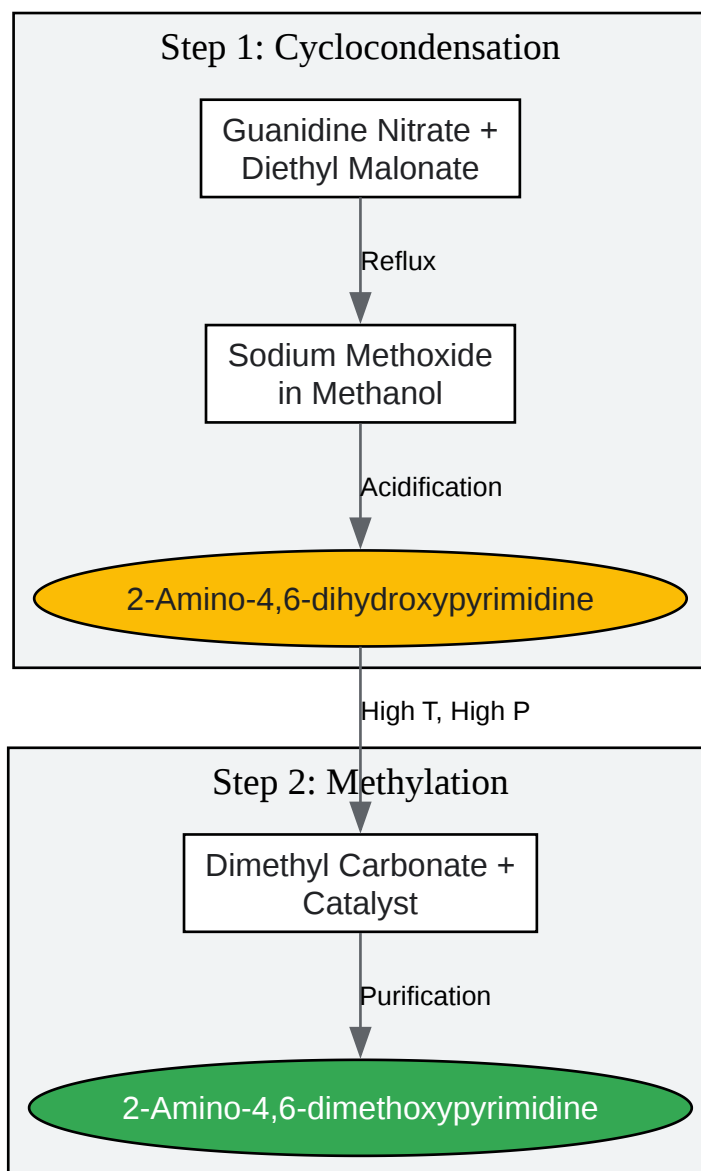 Step 1: Cyclocondensation
Guanidine Nitrate +
Diethyl Malonate
Reflux
Sodium Methoxide
in Methanol
Acidification
2-Amino-4,6-dihydroxypyrimidine
High T, High P
Step 2: Methylation
Dimethyl Carbonate +
Catalyst
Purification
2-Amino-4,6-dimethoxypyrimidine